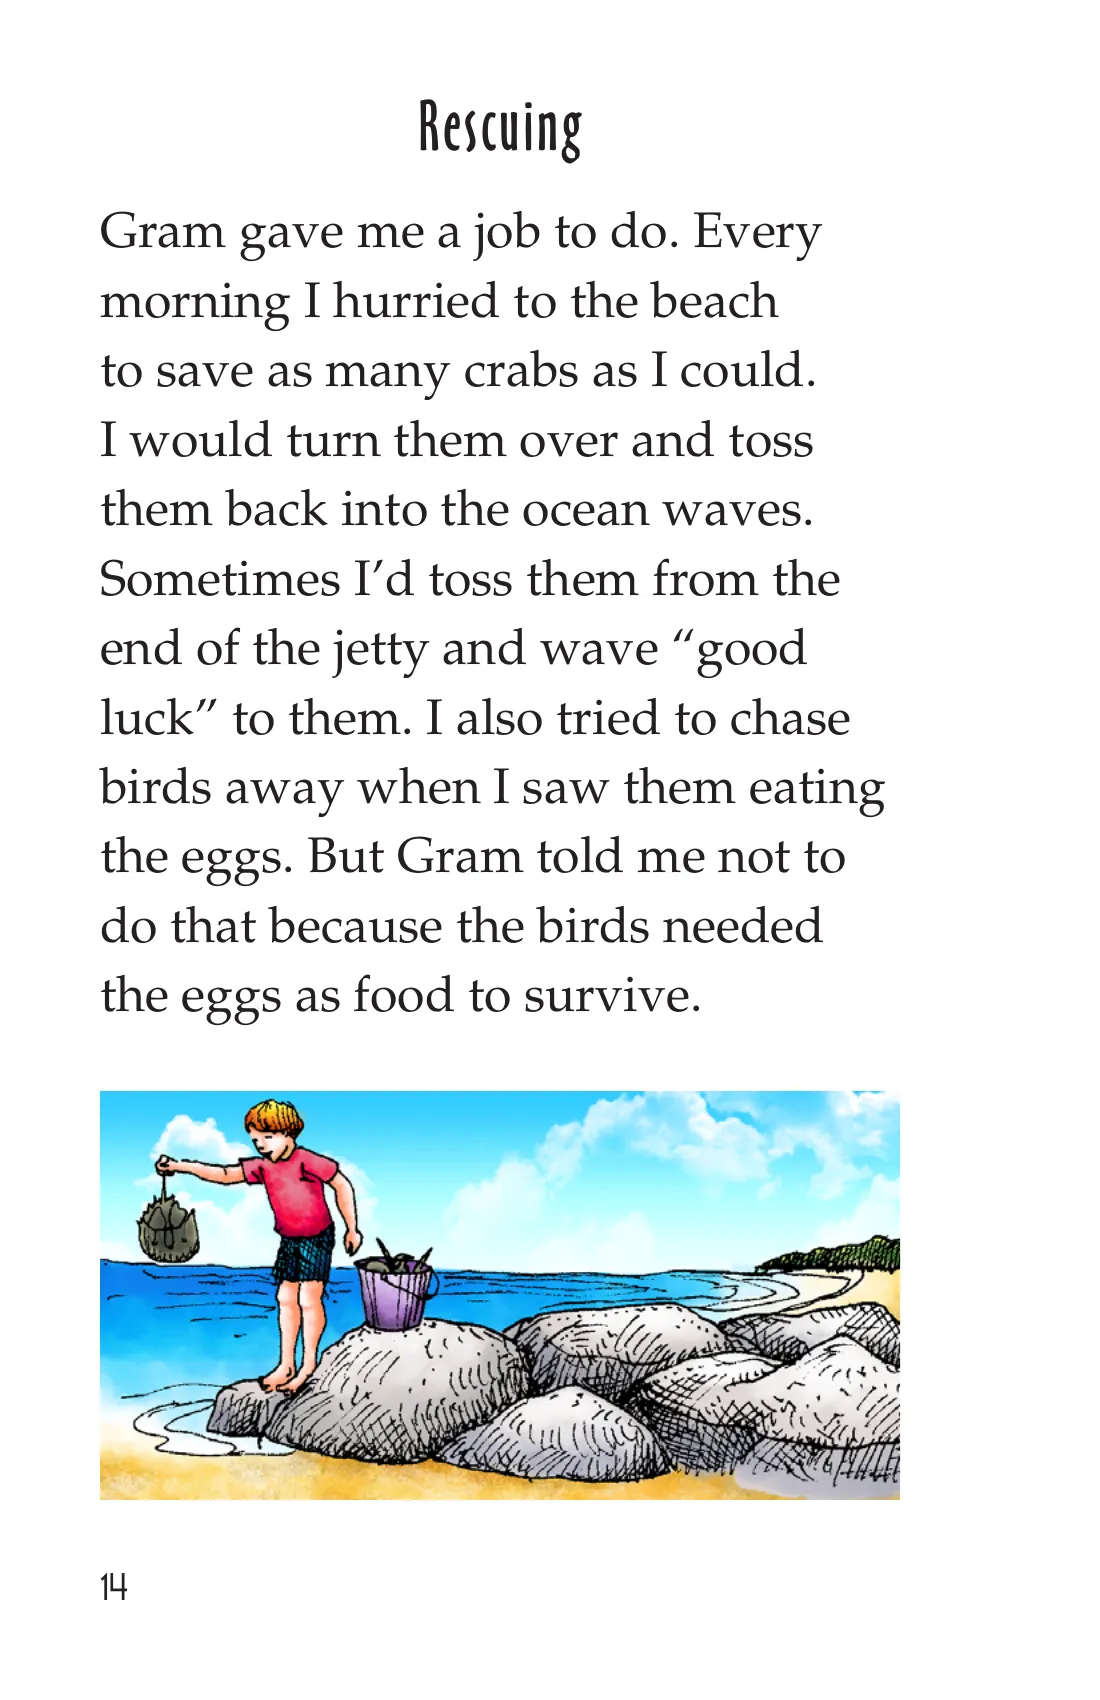 Rescuing
Gram gave me a job to do. Every
morning I hurried to the beach
to save as many crabs as I could.
I would turn them over and toss
them back into the ocean waves.
Sometimes I’d toss them from the
end of the jetty and wave “good
luck” to them. I also tried to chase
birds away when I saw them eating
the eggs. But Gram told me not to
do that because the birds needed
the eggs as food to survive.
14